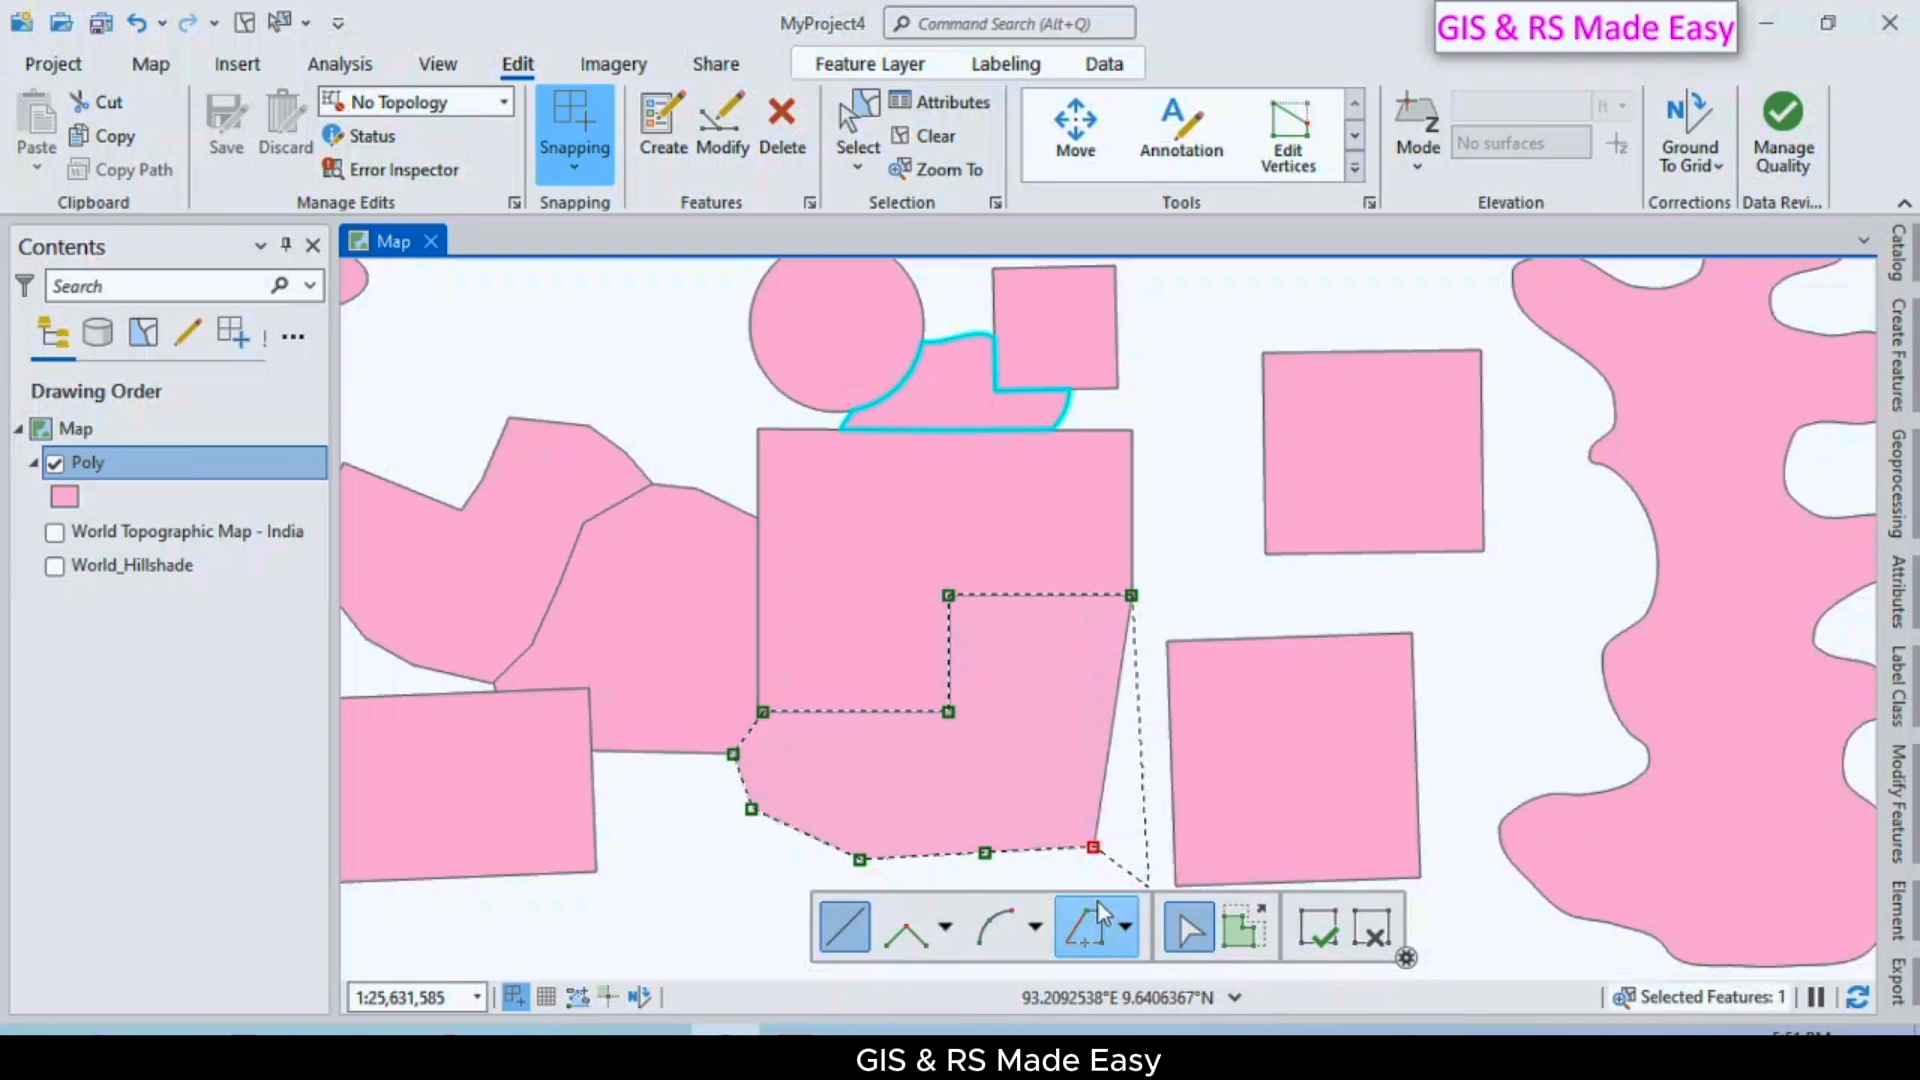 MyProject4
Command Search (Alt+Q)
GIS & RS Made Easy
Project
Map
Insert
Analysis
View
Edit
Imagery
Share
Feature Layer
Labeling
Data
Paste
Cut
Copy
Copy Path
Clipboard
Save
Discard
No Topology
Status
Error Inspector
Manage Edits
Snapping
Snapping
Create
Modify
Delete
Features
Select
Attributes
Clear
Zoom To
Selection
Move
Annotation
Edit
Vertices
Tools
Mode
ft
No surfaces
Elevation
Ground
To Grid
Corrections
Manage
Quality
Data Revi...
Contents
Search
Drawing Order
Map
Poly
World Topographic Map - India
World_Hillshade
Map
Catalog
Create Features
Geoprocessing
Attributes
Label Class
Modify Features
Element
Export
1:25,631,585
93.2092538°E 9.6406367°N
Selected Features: 1
GIS & RS Made Easy